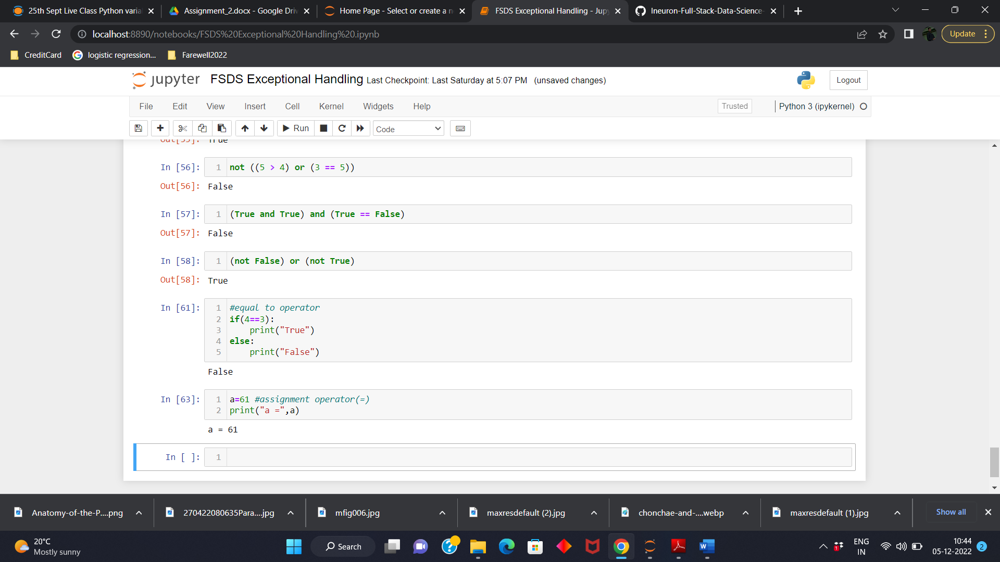 25th Sept Live Class Python varia
Assignment_2.docx - Google Driv
Home Page - Select or create a n
FSDS Exceptional Handling - Jupy
Ineuron-Full-Stack-Data-Science-
localhost:8890/notebooks/FSDS%20Exceptional%20Handling%20.ipynb
Update
CreditCard
logistic regression...
Farewell2022
jupyter FSDS Exceptional Handling Last Checkpoint: Last Saturday at 5:07 PM (unsaved changes)
Logout
File Edit View Insert Cell Kernel Widgets Help
Trusted
Python 3 (ipykernel)
Run
Code
Out[55]: True
In [56]: 1 not ((5 > 4) or (3 == 5))
Out[56]: False
In [57]: 1 (True and True) and (True == False)
Out[57]: False
In [58]: 1 (not False) or (not True)
Out[58]: True
In [61]: 1 #equal to operator
2 if(4==3):
3     print("True")
4 else:
5     print("False")
False
In [63]: 1 a=61 #assignment operator(=)
2 print("a =",a)
a = 61
In [ ]: 1
Anatomy-of-the-P....png
270422080635Para....jpg
mfig006.jpg
maxresdefault (2).jpg
chonchae-and-....webp
maxresdefault (1).jpg
Show all
20°C
Mostly sunny
Search
1
ENG
IN
10:44
05-12-2022
2